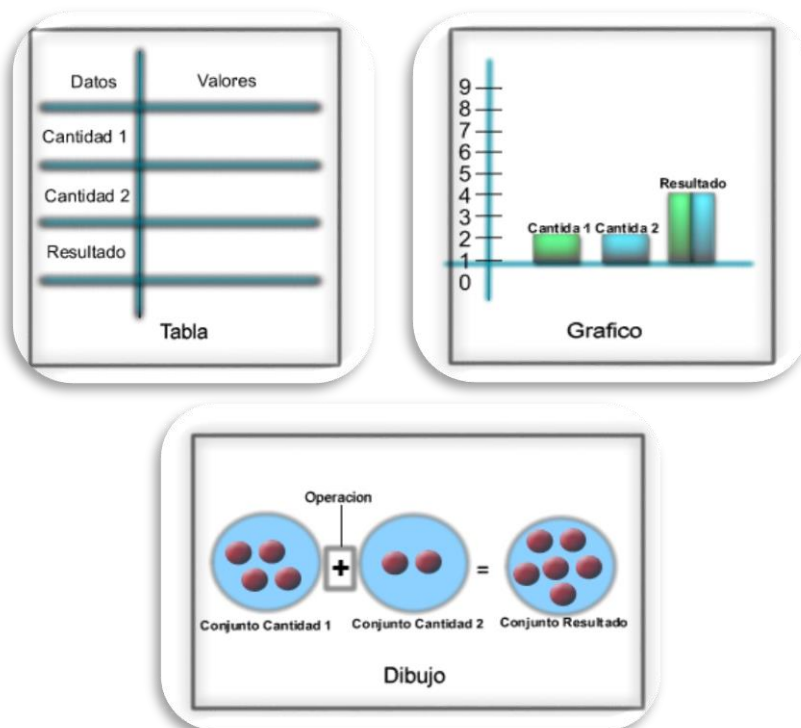 Datos Valores
Cantidad 1
Cantidad 2
Resultado
Tabla
9
8
7
6
5
4
3
2
1
0
Resultado
Cantida 1 Cantida 2
Grafico
Operacion
+ =
Conjunto Cantidad 1 Conjunto Cantidad 2 Conjunto Resultado
Dibujo